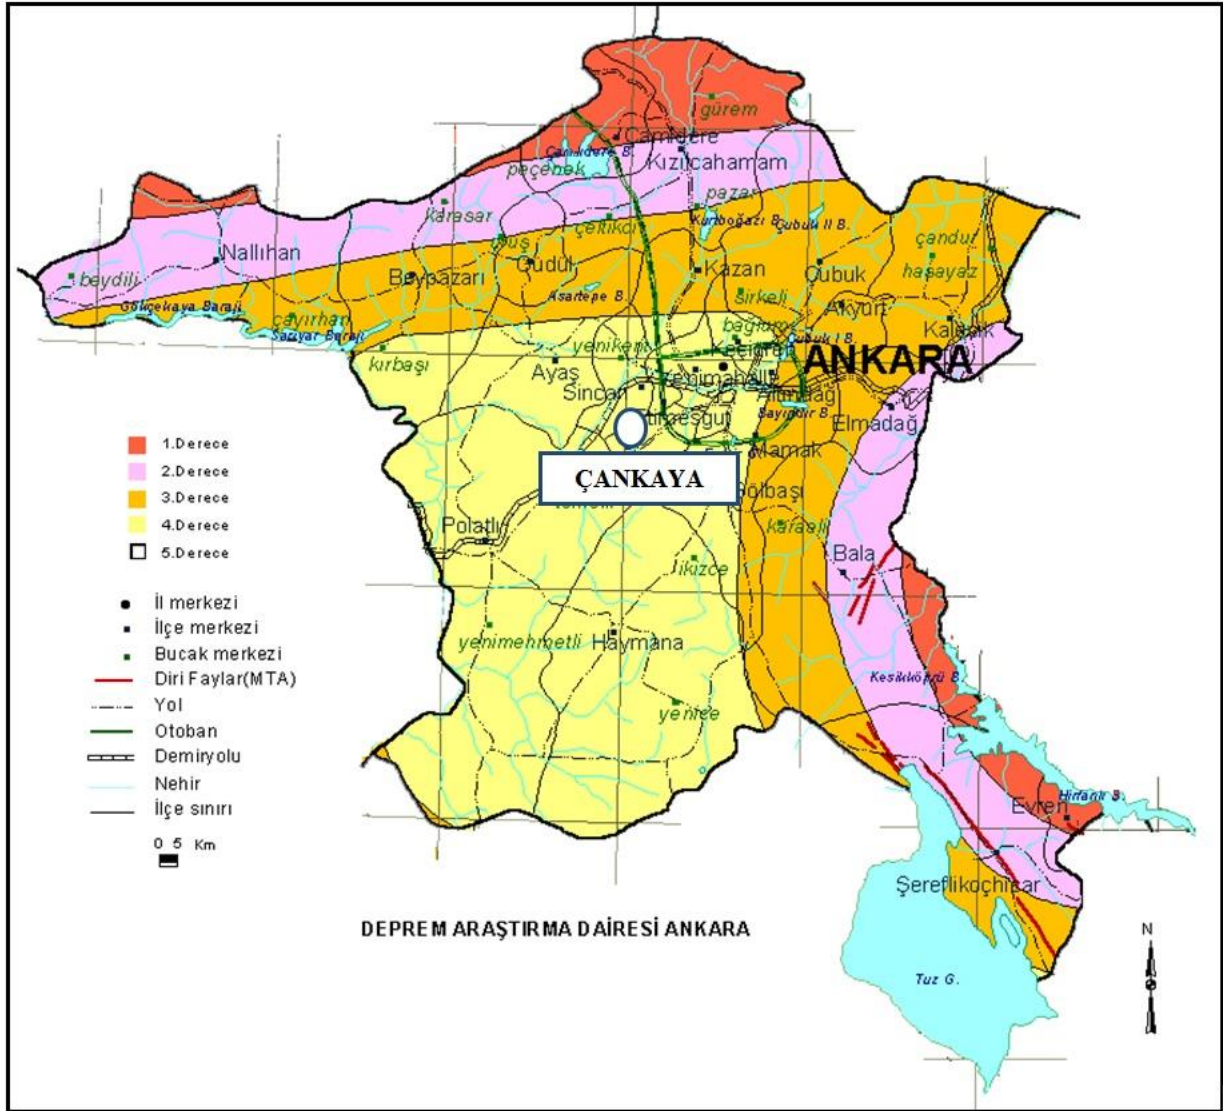 gürem
Çamlıdere
Çamlıdere B.
Kızılcahamam
peçenek
pazar
karasar
Kurtboğazı B.
Çubuk II B.
çeltikçi
uruş
çandır
Nallıhan
Güdül
Kazan
Çubuk
hasayaz
beydili
Beypazarı
Asartepe B.
sirkeli
Gökçekaya Barajı
çayırhan
Akyurt
Kalecik
Sarıyar Barajı
bağlum
Çubuk I B.
kırbaşı
yenikent
Keçiören
ANKARA
Ayaş
Yenimahalle
Sincan
Altındağ
Etimesgut
Bayındır B.
Elmadağ
Mamak
1.Derece
2.Derece
3.Derece
4.Derece
5.Derece
ÇANKAYA
Gölbaşı
temelli
Polatlı
karaali
ikizce
Bala
İl merkezi
İlçe merkezi
Bucak merkezi
Diri Faylar(MTA)
Yol
Otoban
Demiryolu
Nehir
İlçe sınırı
0 5 Km
yenimehmetli
Haymana
Kesikköprü B.
yenice
Hirfanlı B.
Evren
Şereflikoçhisar
DEPREM ARAŞTIRMA DAİRESİ ANKARA
N
Tuz G.